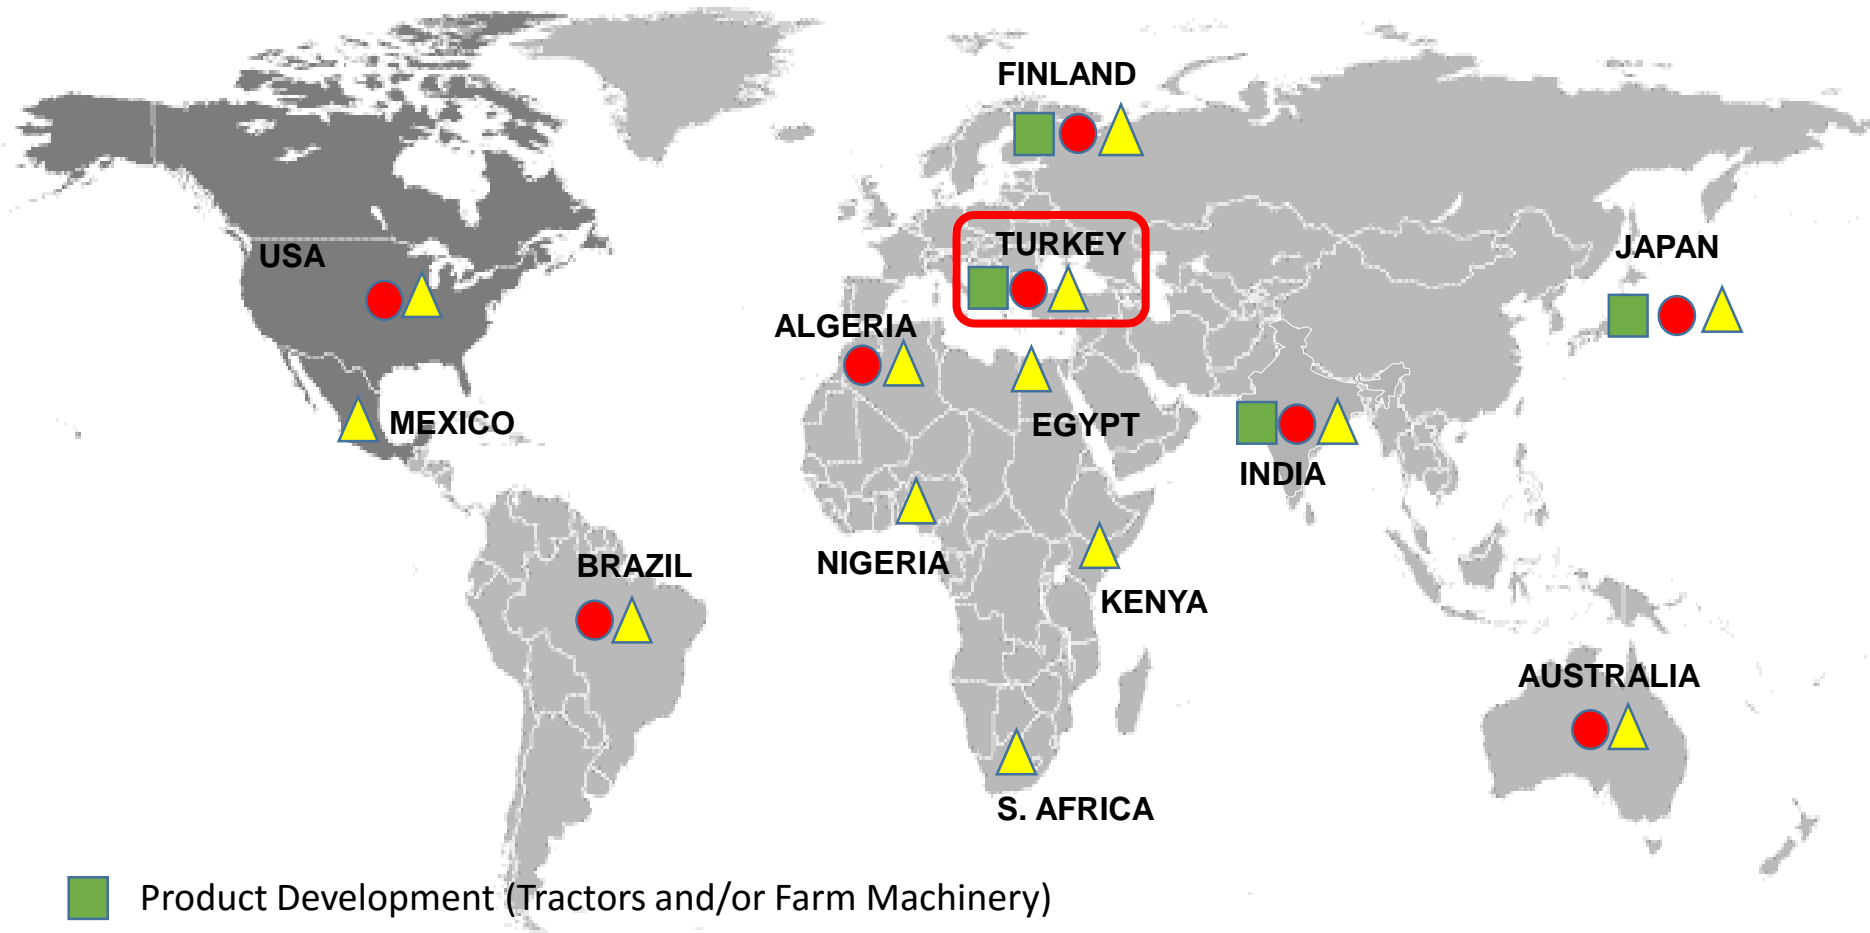 FINLAND
TURKEY
JAPAN
USA
ALGERIA
MEXICO
EGYPT
INDIA
NIGERIA
BRAZIL
KENYA
AUSTRALIA
S. AFRICA
Product Development (Tractors and/or Farm Machinery)